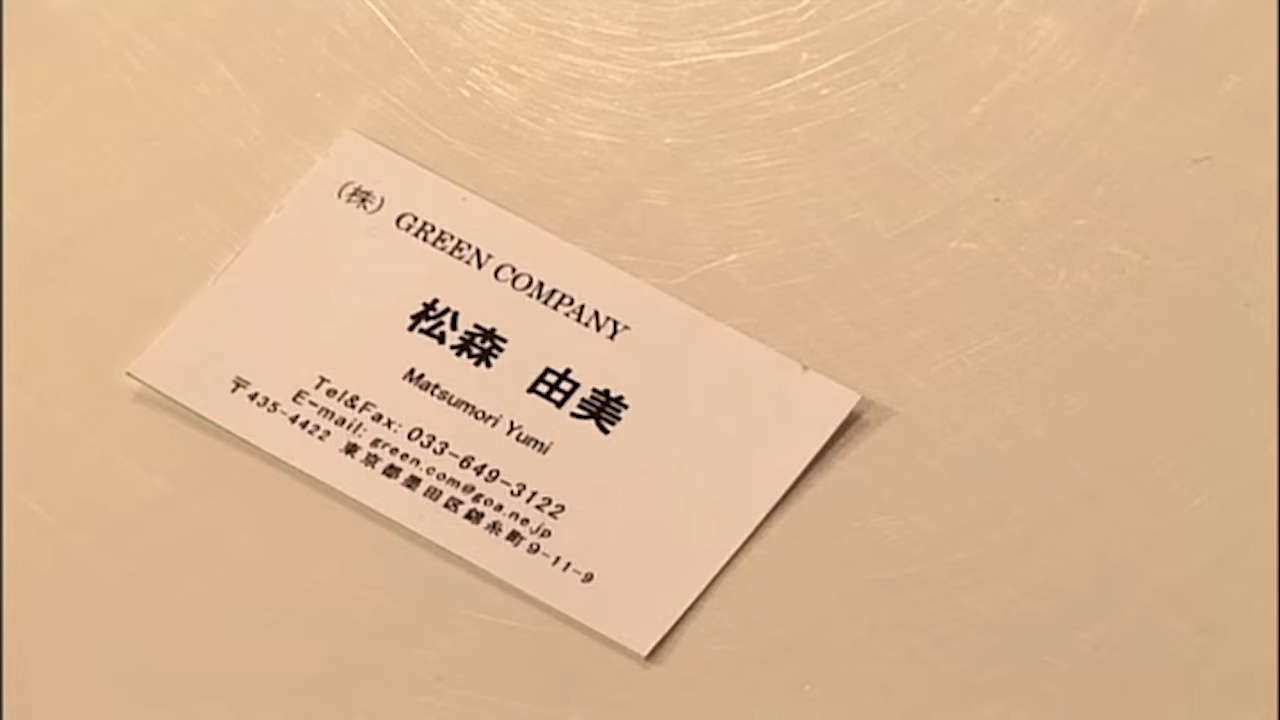 (株) GREEN COMPANY
松森 由美
Matsumori Yumi
Tel&Fax: 033-649-3122
E-mail: green.com@goa.ne.jp
〒435-4422 東京都墨田区錦糸町9-11-9